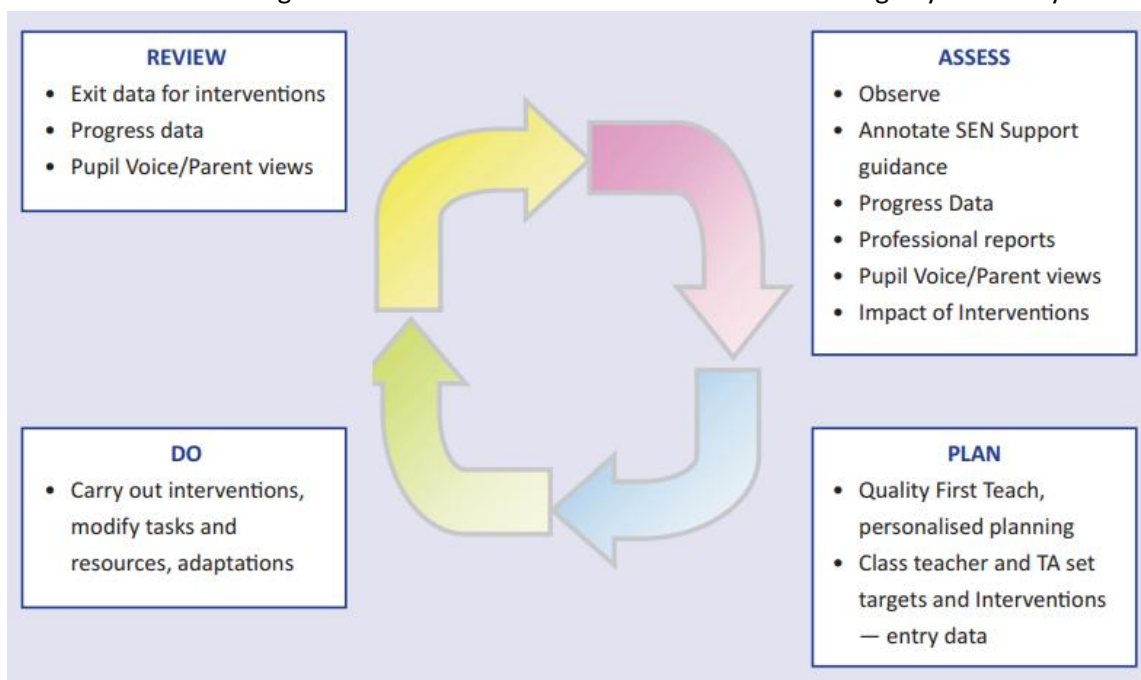 REVIEW
• Exit data for interventions
• Progress data
• Pupil Voice/Parent views
ASSESS
• Observe
• Annotate SEN Support
guidance
• Progress Data
• Professional reports
• Pupil Voice/Parent views
• Impact of Interventions
DO
• Carry out interventions,
modify tasks and
resources, adaptations
PLAN
• Quality First Teach,
personalised planning
• Class teacher and TA set
targets and Interventions
— entry data